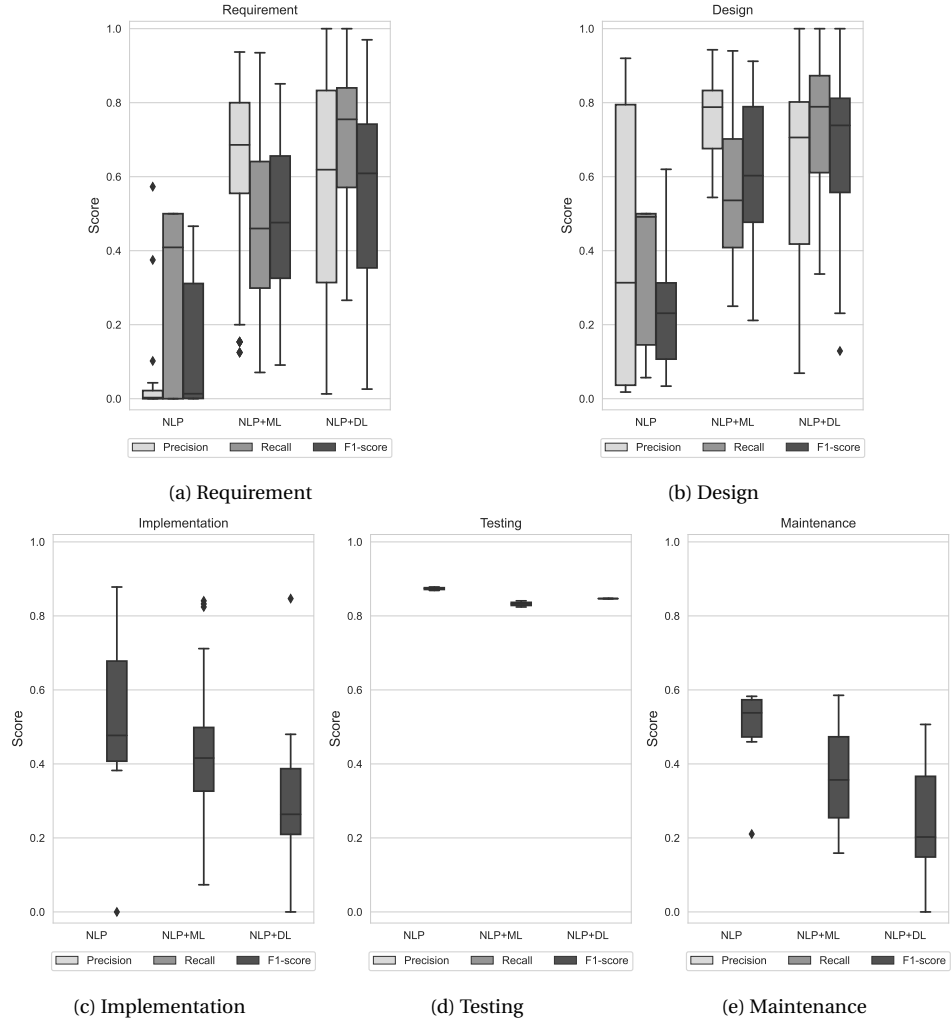 Requirement
1.0
0.8
0.6
0.4
0.2
0.0
Score
NLP NLP+ML NLP+DL
Precision Recall F1-score
(a) Requirement
Design
1.0
0.8
0.6
0.4
0.2
0.0
Score
NLP NLP+ML NLP+DL
Precision Recall F1-score
(b) Design
Implementation
1.0
0.8
0.6
0.4
0.2
0.0
Score
NLP NLP+ML NLP+DL
Precision Recall F1-score
(c) Implementation
Testing
1.0
0.8
0.6
0.4
0.2
0.0
Score
NLP NLP+ML NLP+DL
Precision Recall F1-score
(d) Testing
Maintenance
1.0
0.8
0.6
0.4
0.2
0.0
Score
NLP NLP+ML NLP+DL
Precision Recall F1-score
(e) Maintenance